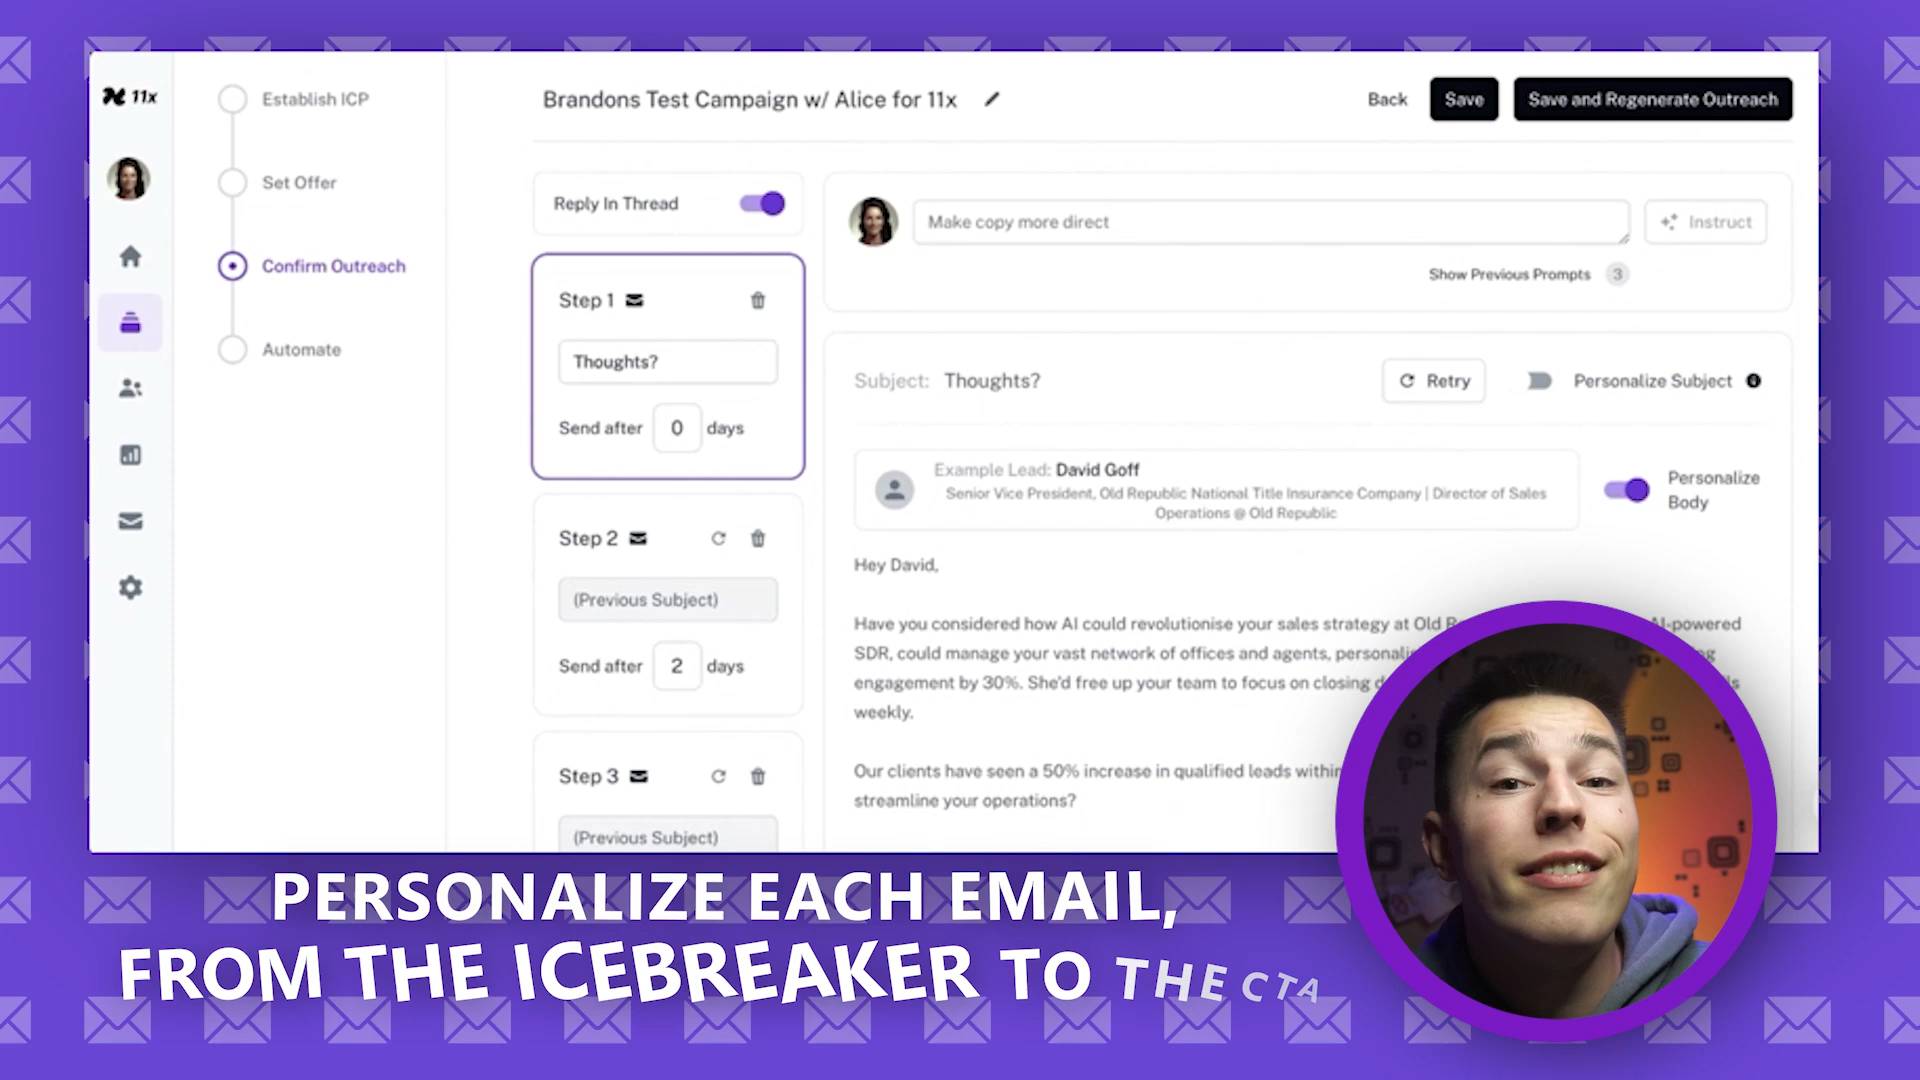 11x
Establish ICP
Set Offer
Confirm Outreach
Automate
Brandons Test Campaign w/ Alice for 11x
Back
Save
Save and Regenerate Outreach
Reply In Thread
Make copy more direct
Instruct
Show Previous Prompts 3
Step 1
Thoughts?
Send after 0 days
Step 2
(Previous Subject)
Send after 2 days
Step 3
(Previous Subject)
Subject: Thoughts?
Retry
Personalize Subject
Example Lead: David Goff
Senior Vice President, Old Republic National Title Insurance Company | Director of Sales
Operations @ Old Republic
Personalize
Body
Hey David,
Have you considered how AI could revolutionise your sales strategy at Old AI-powered
SDR, could manage your vast network of offices and agents,
engagement by 30%. She'd free up your team to focus on closing
weekly.
Our clients have seen a 50% increase in qualified leads
streamline your operations?
PERSONALIZE EACH EMAIL,
FROM THE ICEBREAKER TO THE CTA